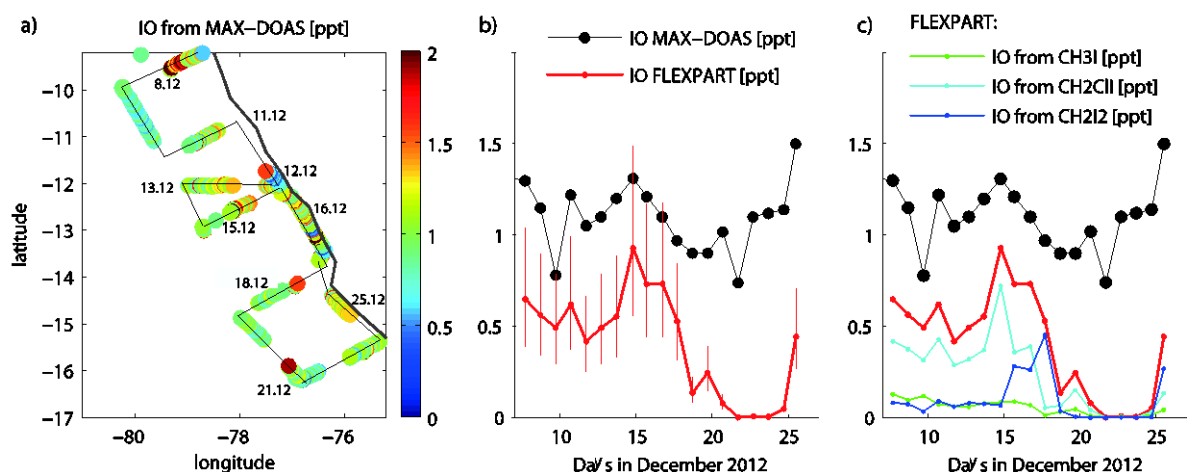 a)
IO from MAX−DOAS [ppt]
latitude
−10
−11
−12
−13
−14
−15
−16
−17
8.12
11.12
12.12
13.12
16.12
15.12
18.12
25.12
21.12
−80
−78
−76
longitude
2
1.5
1
0.5
0
b)
IO MAX−DOAS [ppt]
IO FLEXPART [ppt]
1.5
1
0.5
0
10
15
20
25
Day s in December 2012
c)
FLEXPART:
IO from CH3I [ppt]
IO from CH2ClI [ppt]
IO from CH2I2 [ppt]
1.5
1
0.5
0
10
15
20
25
Day s in December 2012